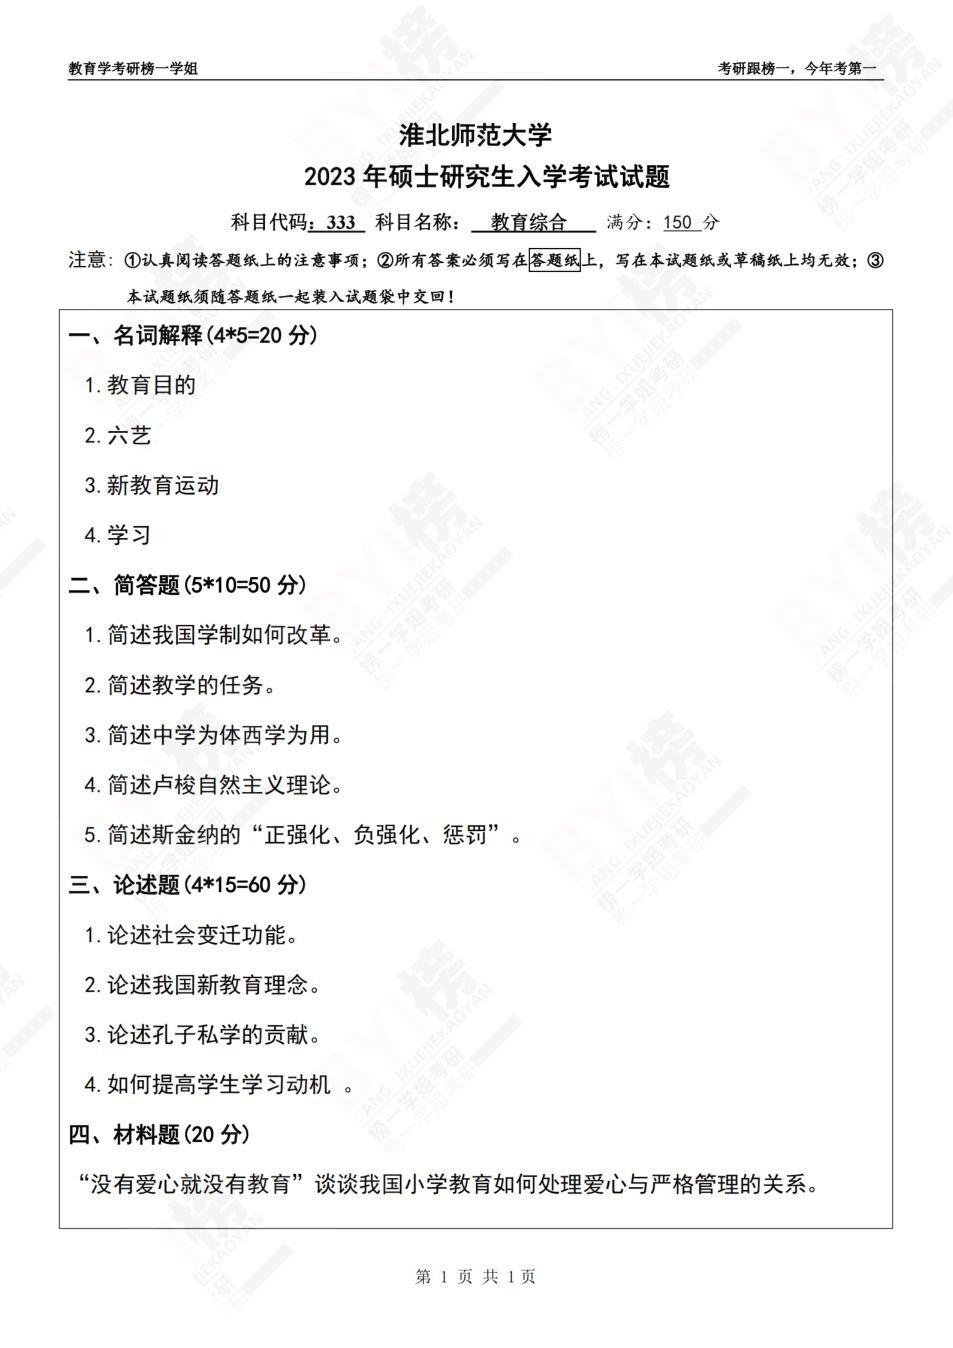 教育学考研榜一学姐 考研跟榜一，今年考第一
淮北师范大学
2023 年硕士研究生入学考试试题
科目代码：333 科目名称： 教育综合 满分：150 分
注意：①认真阅读答题纸上的注意事项；②所有答案必须写在答题纸上，写在本试题纸或草稿纸上均无效；③
本试题纸须随答题纸一起装入试题袋中交回！
一、名词解释(4*5=20 分)
1.教育目的
2.六艺
3.新教育运动
4.学习
二、简答题(5*10=50 分)
1.简述我国学制如何改革。
2.简述教学的任务。
3.简述中学为体西学为用。
4.简述卢梭自然主义理论。
5.简述斯金纳的“正强化、负强化、惩罚”。
三、论述题(4*15=60 分)
1.论述社会变迁功能。
2.论述我国新教育理念。
3.论述孔子私学的贡献。
4.如何提高学生学习动机 。
四、材料题(20 分)
“没有爱心就没有教育”谈谈我国小学教育如何处理爱心与严格管理的关系。
第 1 页 共 1 页